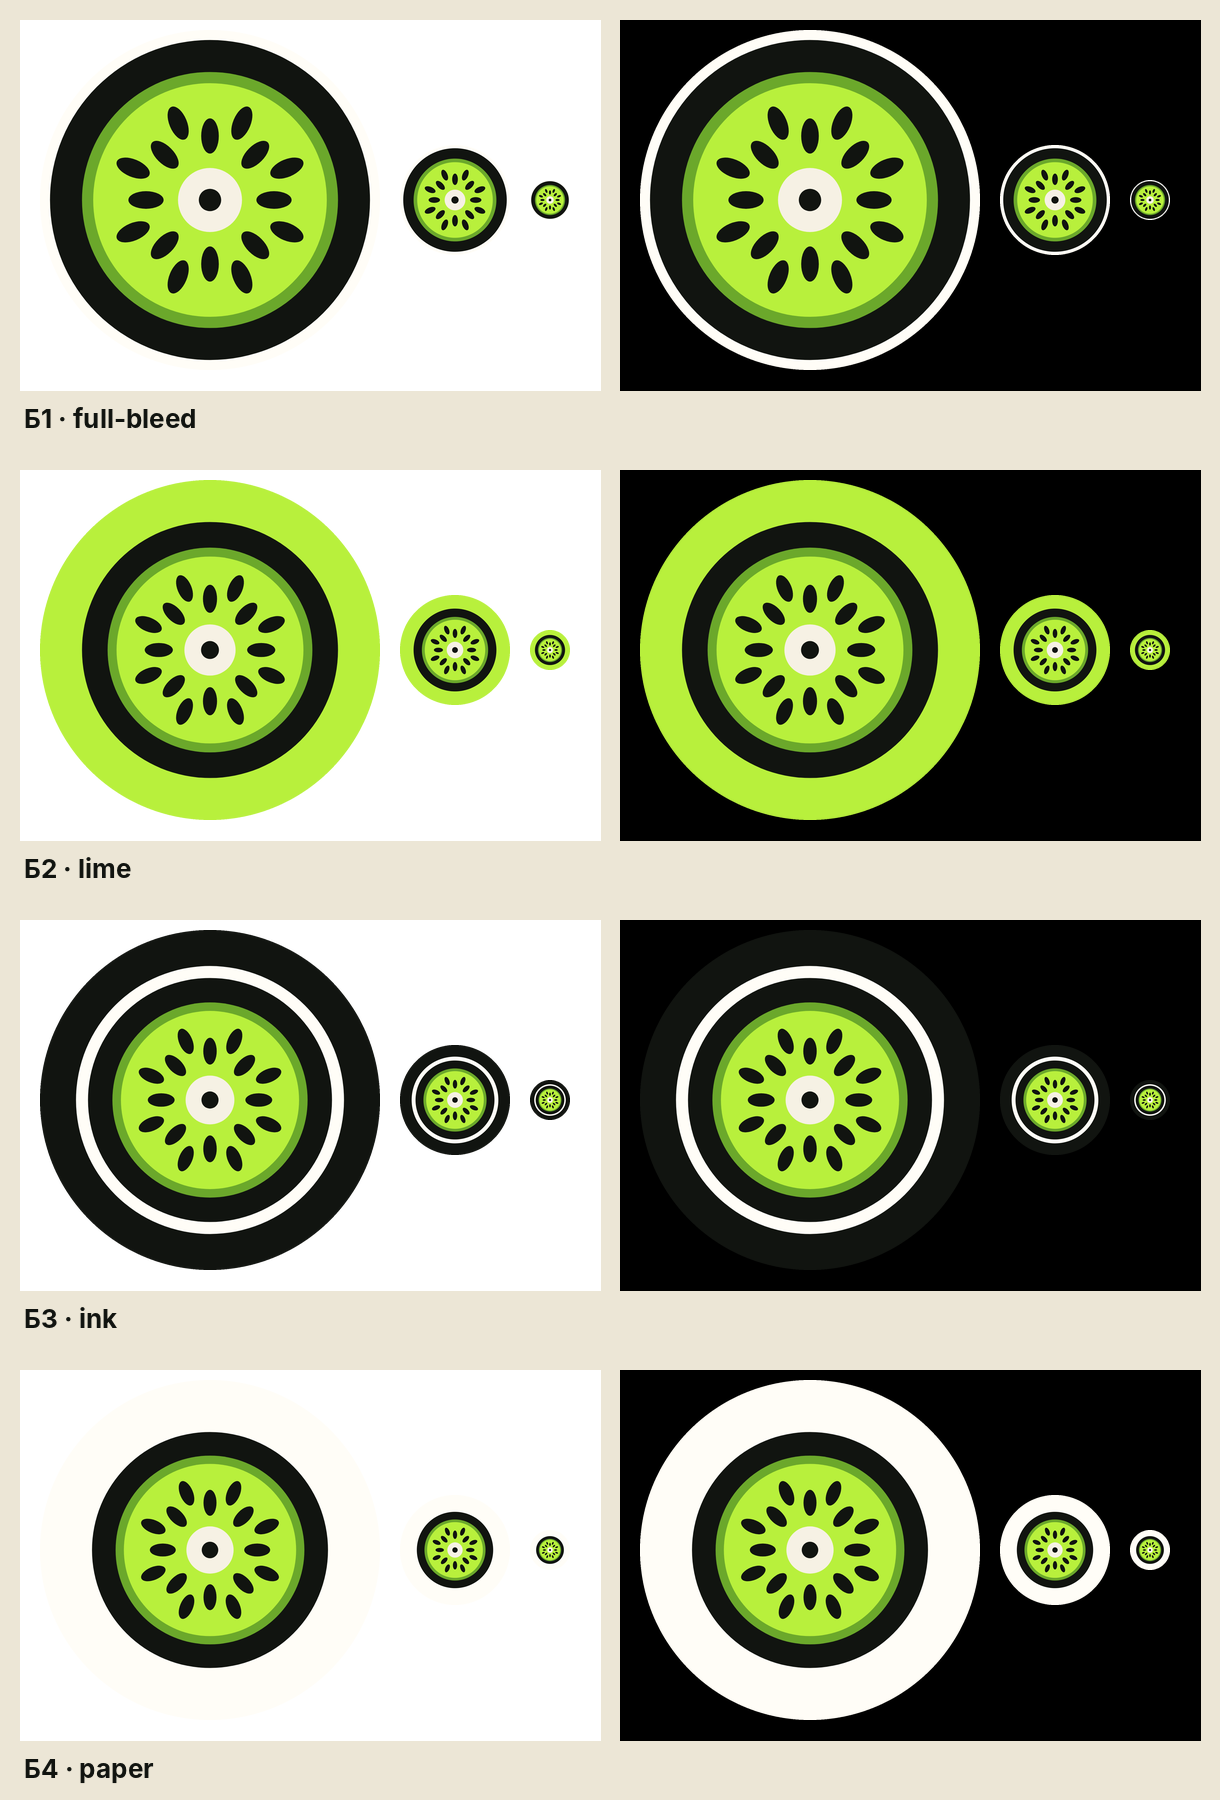 Б1 · full-bleed
Б2 · lime
Б3 · ink
Б4 · paper